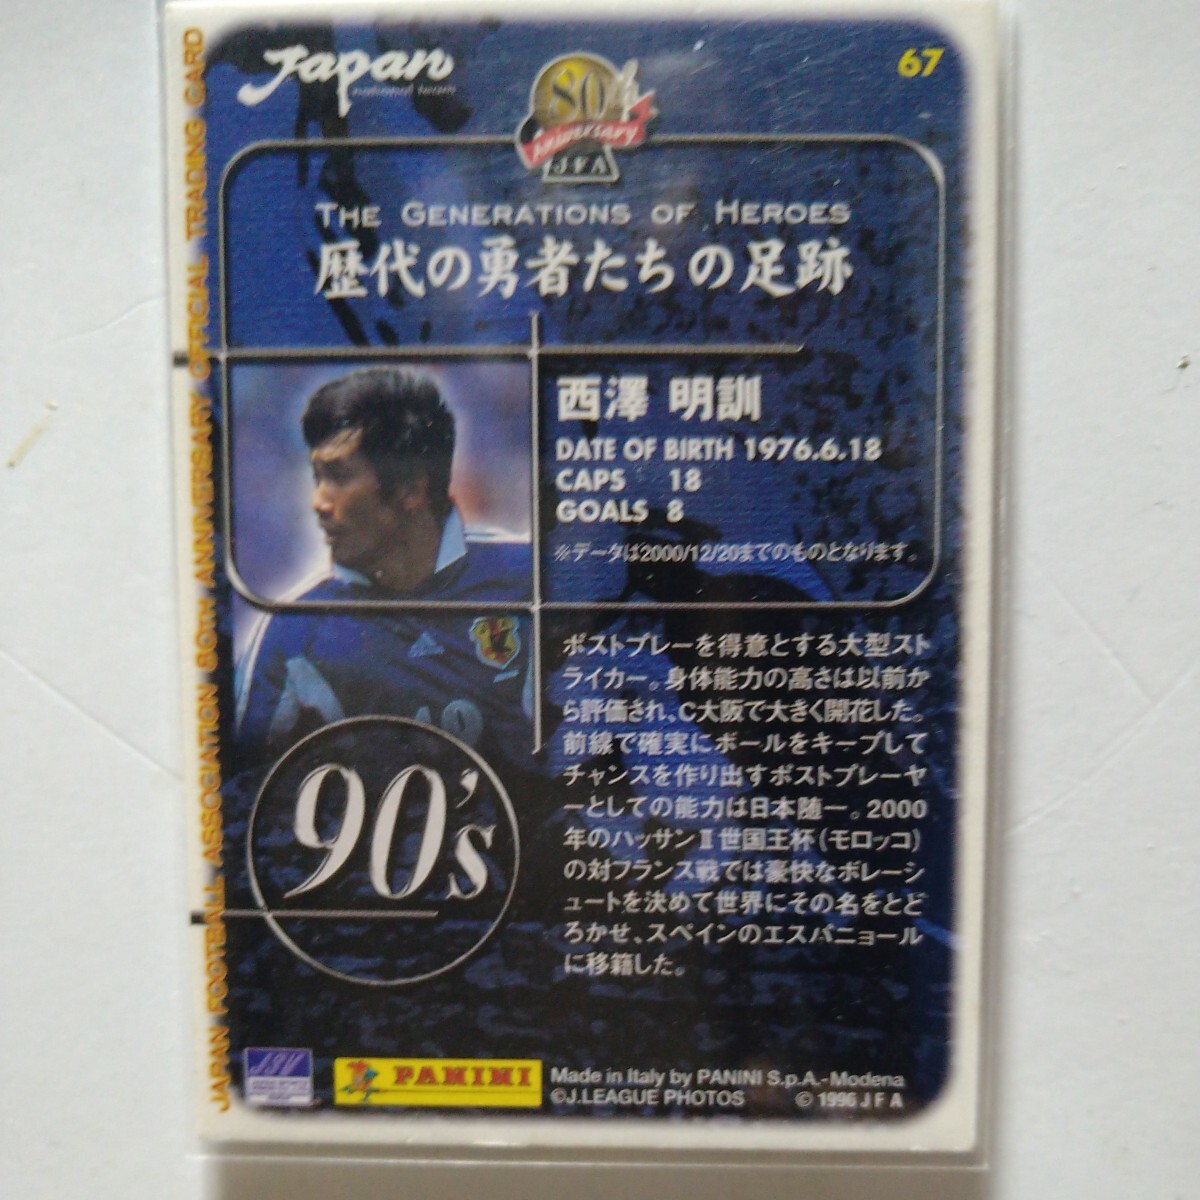 JAPAN FOOTBALL ASSOCIATION 80TH ANNIVERSARY OFFICIAL TRADING CARD
Japan
national team
80th
Anniversary
JFA
67
THE GENERATIONS OF HEROES
歴代の勇者たちの足跡
西澤 明訓
DATE OF BIRTH 1976.6.18
CAPS 18
GOALS 8
※データは2000/12/20までのものとなります。
ポストプレーを得意とする大型スト
ライカー。身体能力の高さは以前か
ら評価され、C大阪で大きく開花した。
前線で確実にボールをキープして
チャンスを作り出すポストプレーヤ
ーとしての能力は日本随一。2000
年のハッサンⅡ世国王杯(モロッコ)
の対フランス戦では豪快なボレーシ
ュートを決めて世界にその名をとど
ろかせ、スペインのエスパニョール
に移籍した。
90's
PANINI
Made in Italy by PANINI S.p.A.-Modena
©J.LEAGUE PHOTOS © 1996 J F A